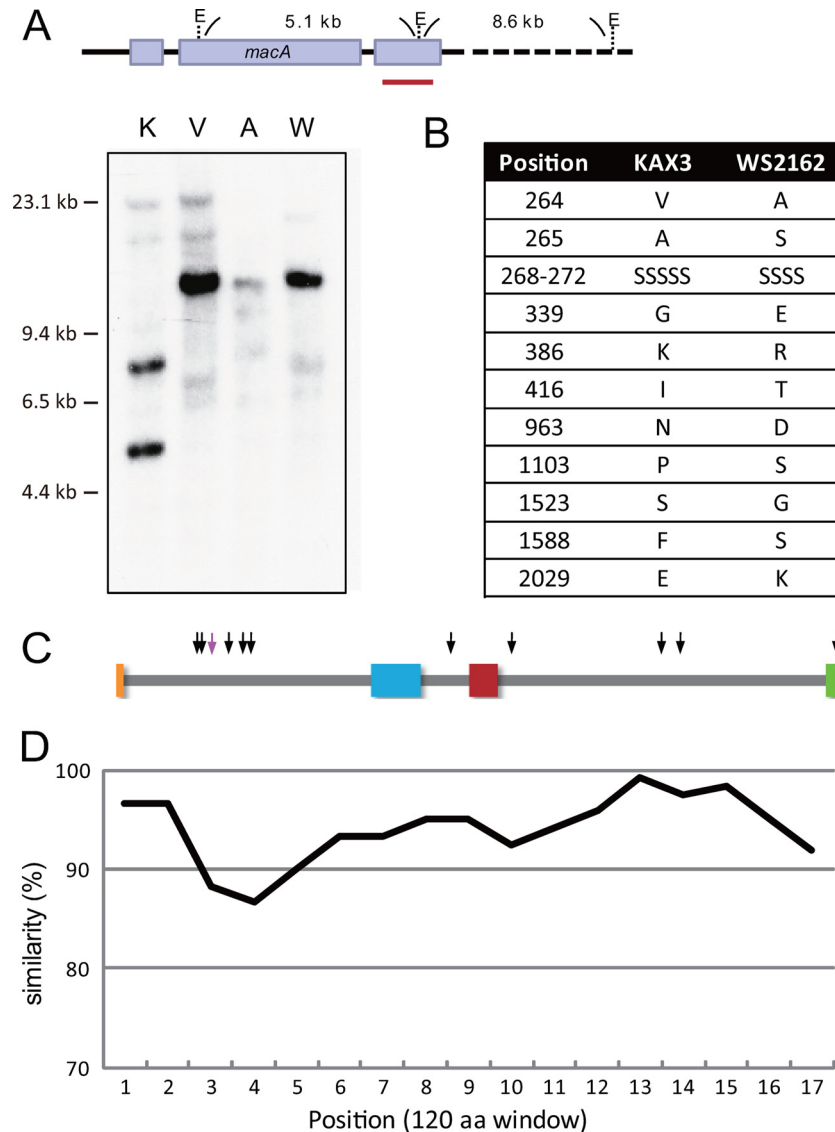 A
E
5.1 kb
E
8.6 kb
E
macA
K V A W
23.1 kb
9.4 kb
6.5 kb
4.4 kb
B
Position KAX3 WS2162
264 V A
265 A S
268-272 SSSSS SSSS
339 G E
386 K R
416 I T
963 N D
1103 P S
1523 S G
1588 F S
2029 E K
C
D
100
90
80
70
similarity (%)
1 2 3 4 5 6 7 8 9 10 11 12 13 14 15 16 17
Position (120 aa window)